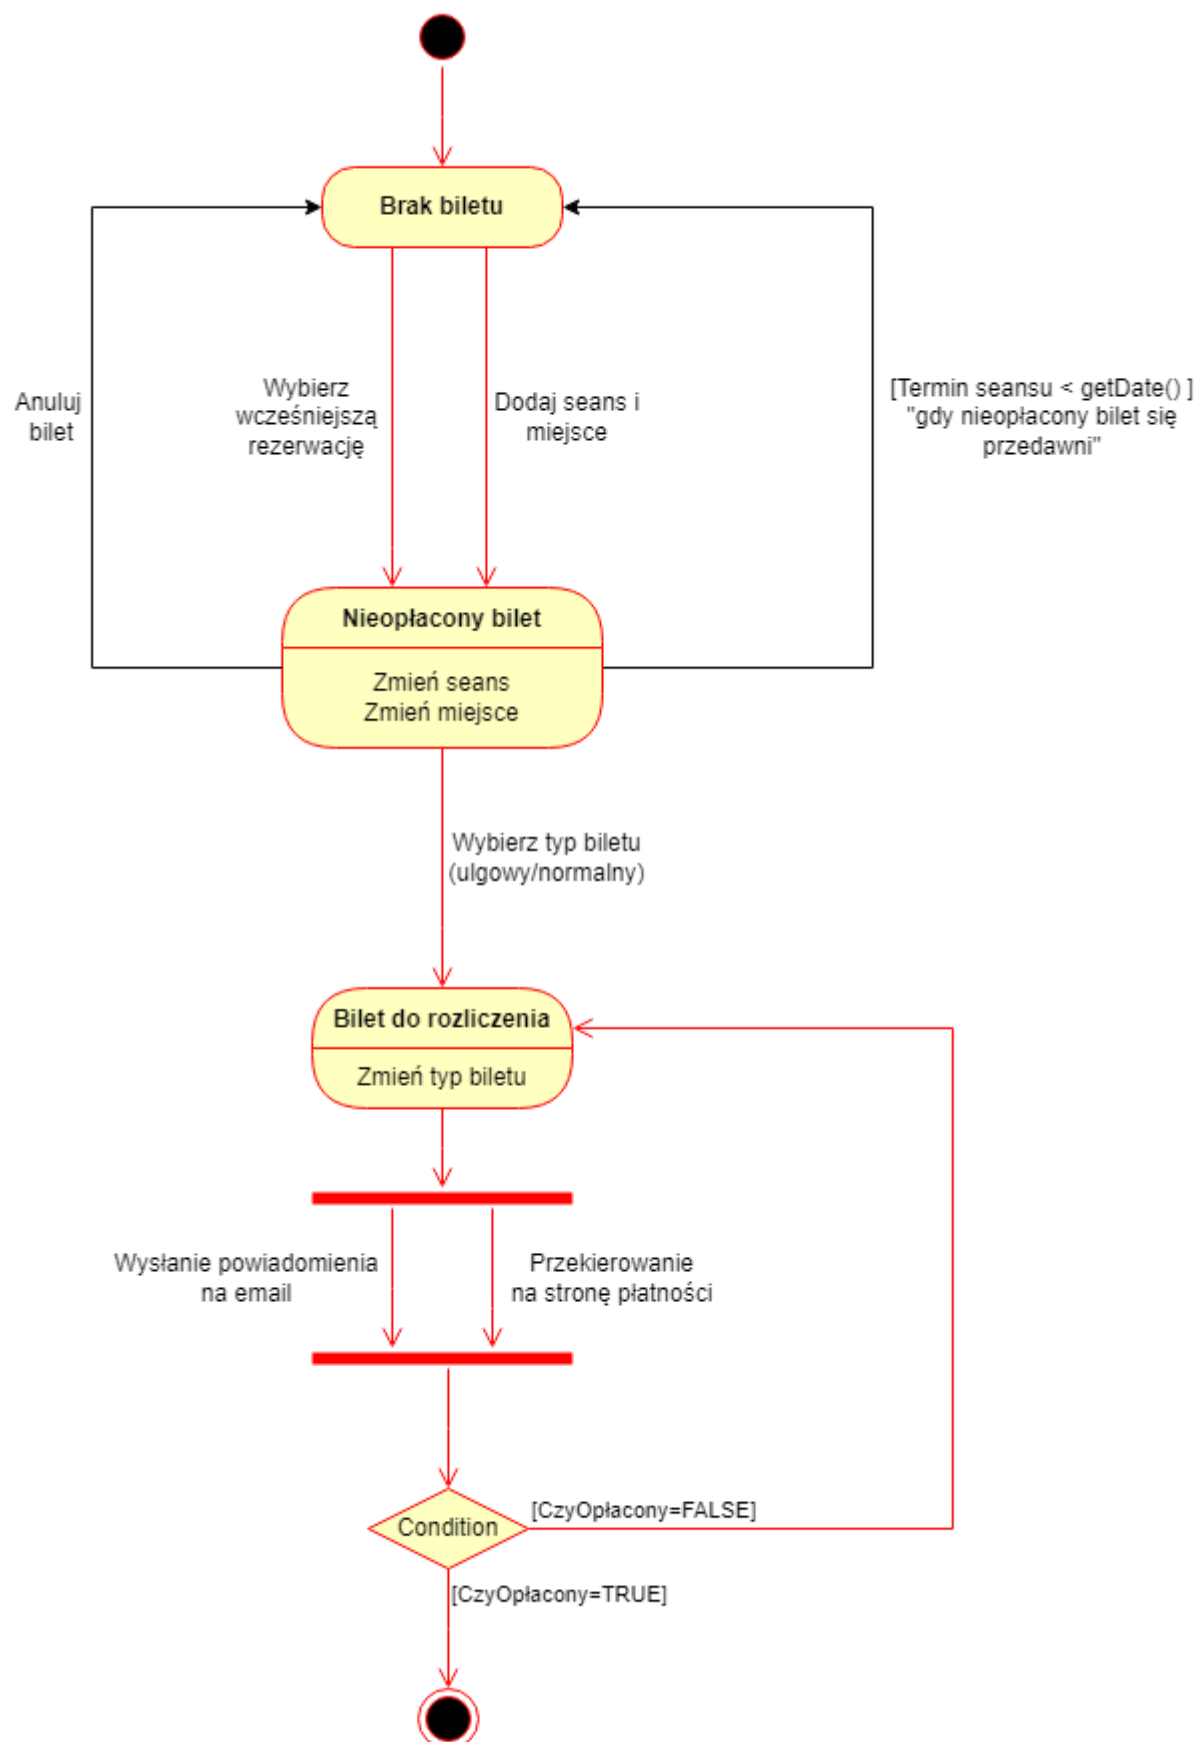 Brak biletu
Anuluj
bilet
Wybierz
wcześniejszą
rezerwację
Dodaj seans i
miejsce
[Termin seansu < getDate() ]
"gdy nieopłacony bilet się
przedawni"
Nieopłacony bilet
Zmień seans
Zmień miejsce
Wybierz typ biletu
(ulgowy/normalny)
Bilet do rozliczenia
Zmień typ biletu
Wysłanie powiadomienia
na email
Przekierowanie
na stronę płatności
Condition
[CzyOpłacony=FALSE]
[CzyOpłacony=TRUE]